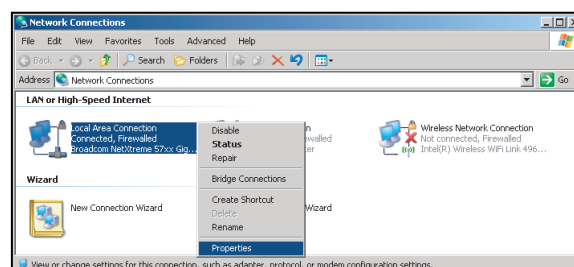 Network Connections
File Edit View Favorites Tools Advanced Help
Back Search Folders
Address Network Connections Go
LAN or High-Speed Internet
Local Area Connection
Connected, Firewalled
Broadcom NetXtreme 57xx Gig...
Wireless Network Connection
Not connected, Firewalled
Intel(R) Wireless WiFi Link 496...
Disable
Status
Repair
Bridge Connections
Create Shortcut
Delete
Rename
Properties
Wizard
New Connection Wizard
Wizard
View or change settings for this connection, such as adapter, protocol, or modem configuration settings.